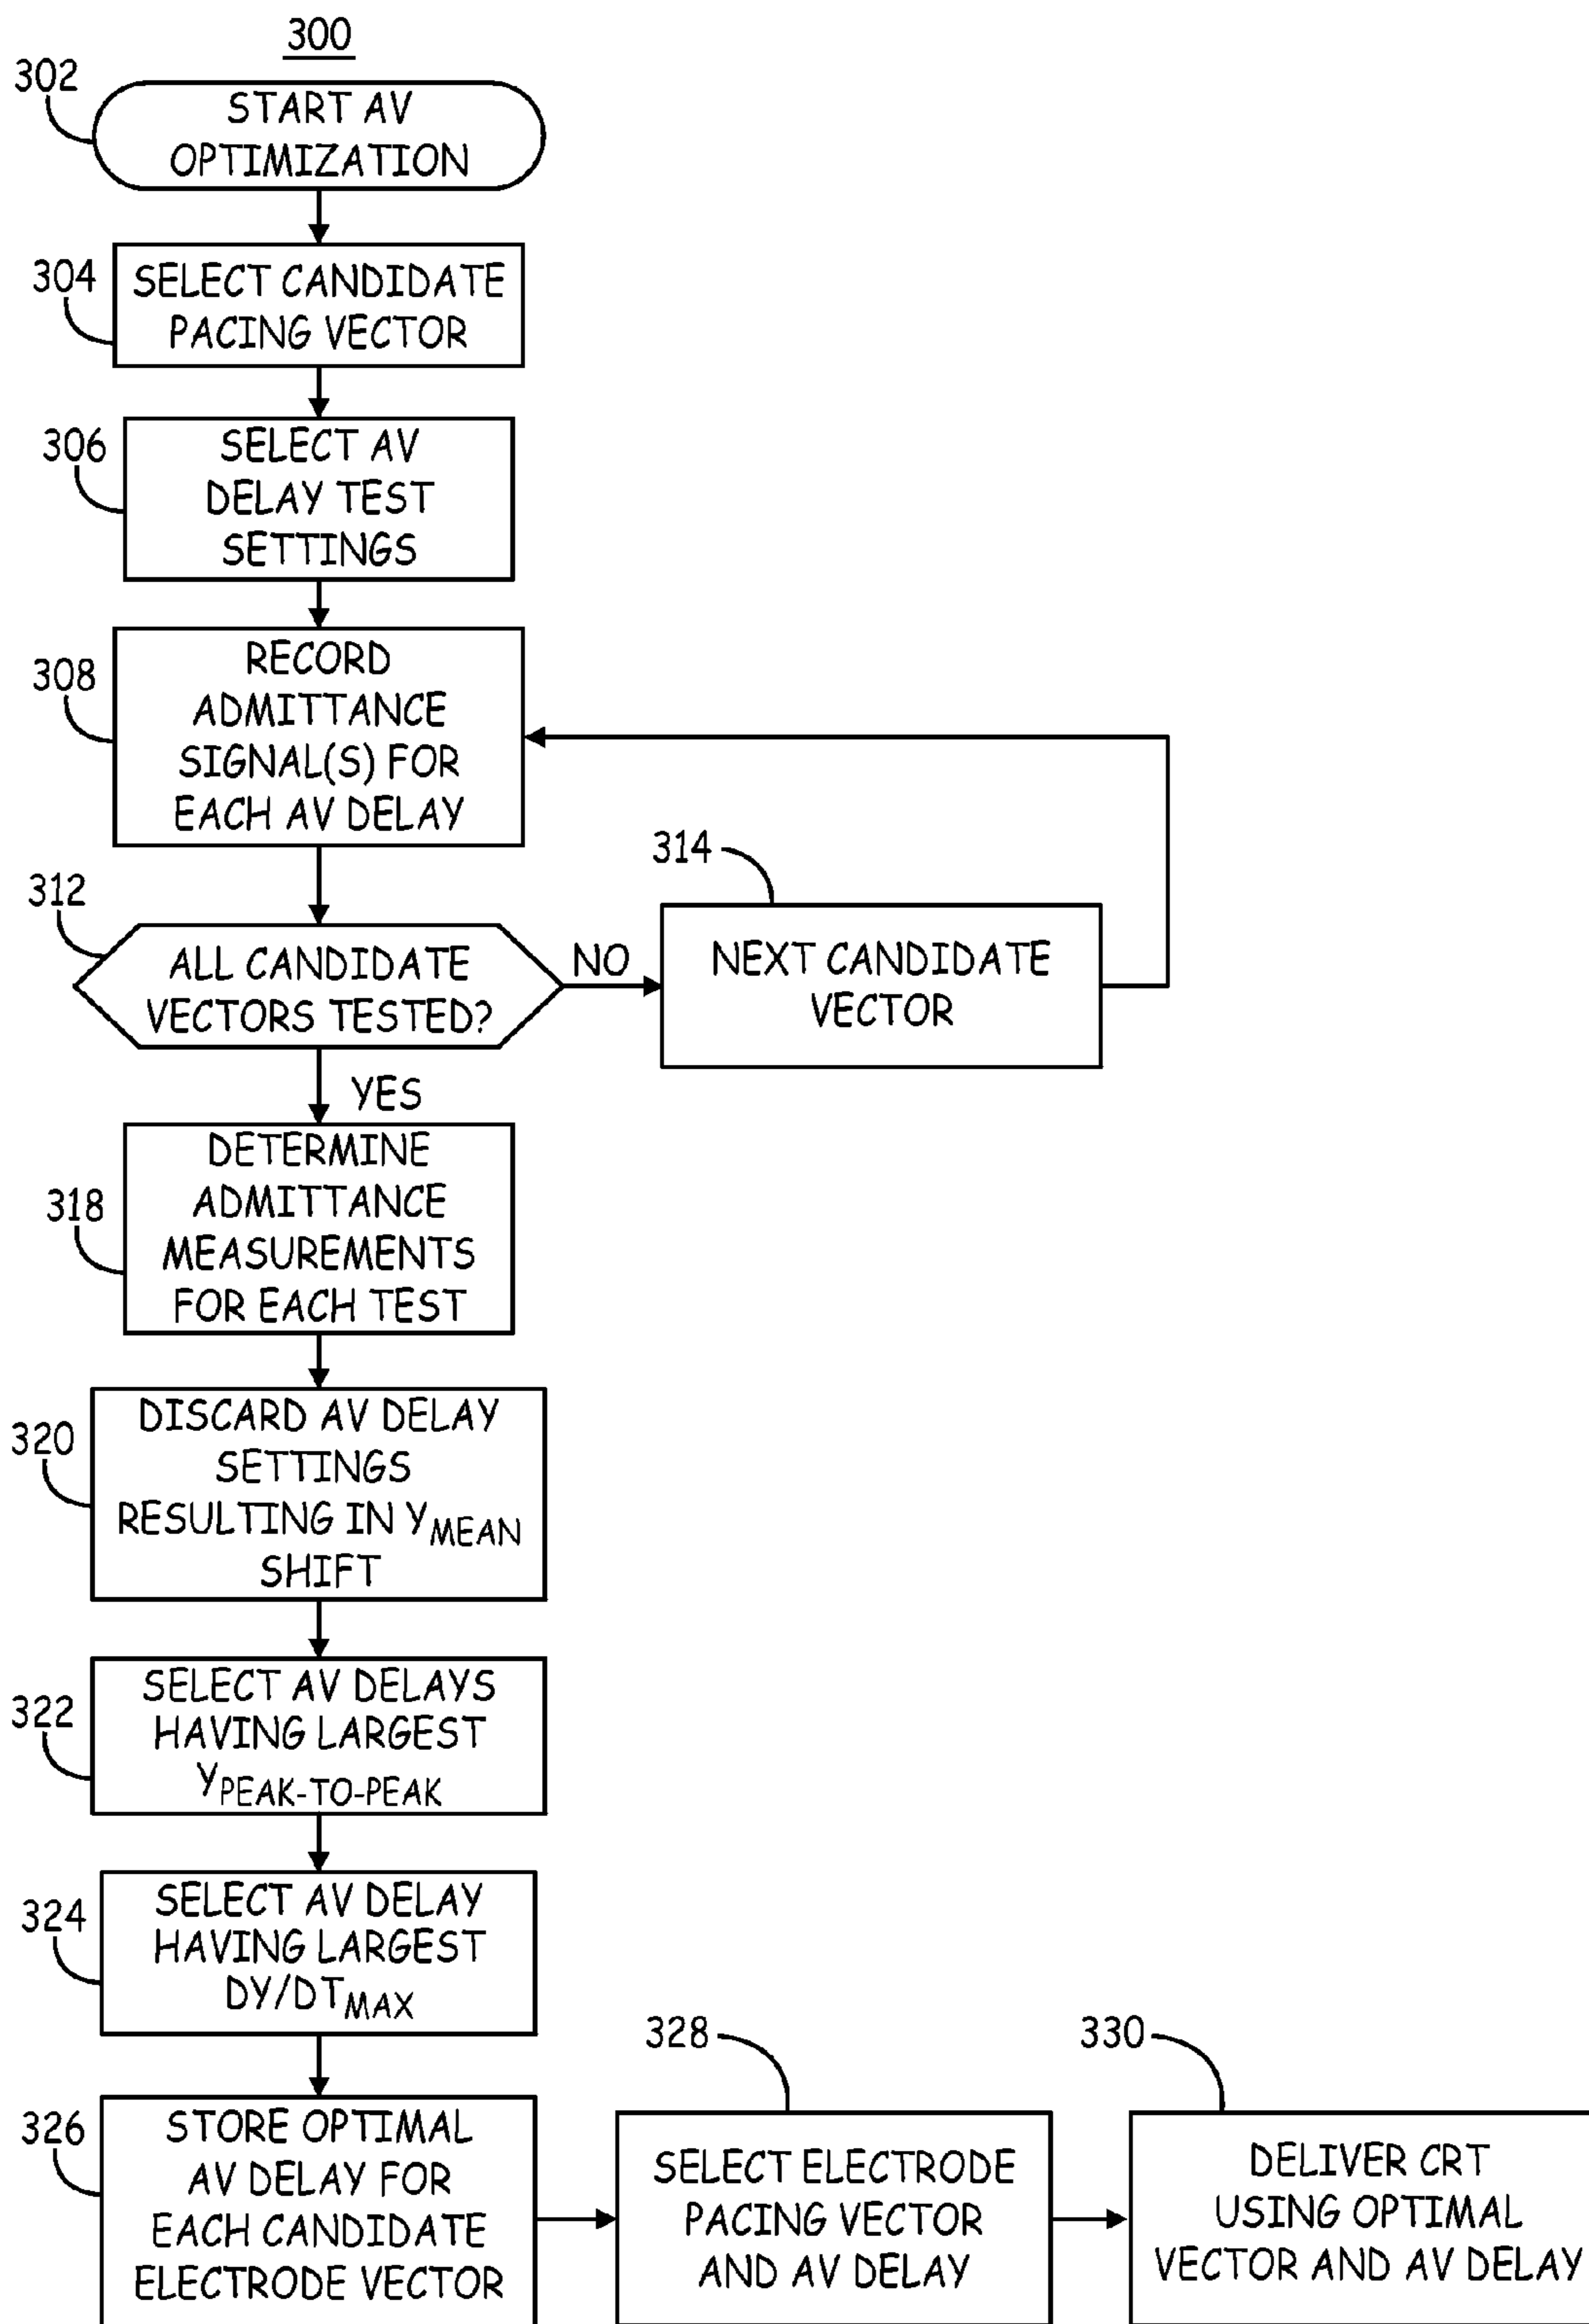 300
302
START AV
OPTIMIZATION
304
SELECT CANDIDATE
PACING VECTOR
306
SELECT AV
DELAY TEST
SETTINGS
308
RECORD
ADMITTANCE
SIGNAL(S) FOR
EACH AV DELAY
312
ALL CANDIDATE
VECTORS TESTED?
NO
314
NEXT CANDIDATE
VECTOR
YES
318
DETERMINE
ADMITTANCE
MEASUREMENTS
FOR EACH TEST
320
DISCARD AV DELAY
SETTINGS
RESULTING IN YMEAN
SHIFT
322
SELECT AV DELAYS
HAVING LARGEST
YPEAK-TO-PEAK
324
SELECT AV DELAY
HAVING LARGEST
DY/DTMAX
326
STORE OPTIMAL
AV DELAY FOR
EACH CANDIDATE
ELECTRODE VECTOR
328
SELECT ELECTRODE
PACING VECTOR
AND AV DELAY
330
DELIVER CRT
USING OPTIMAL
VECTOR AND AV DELAY